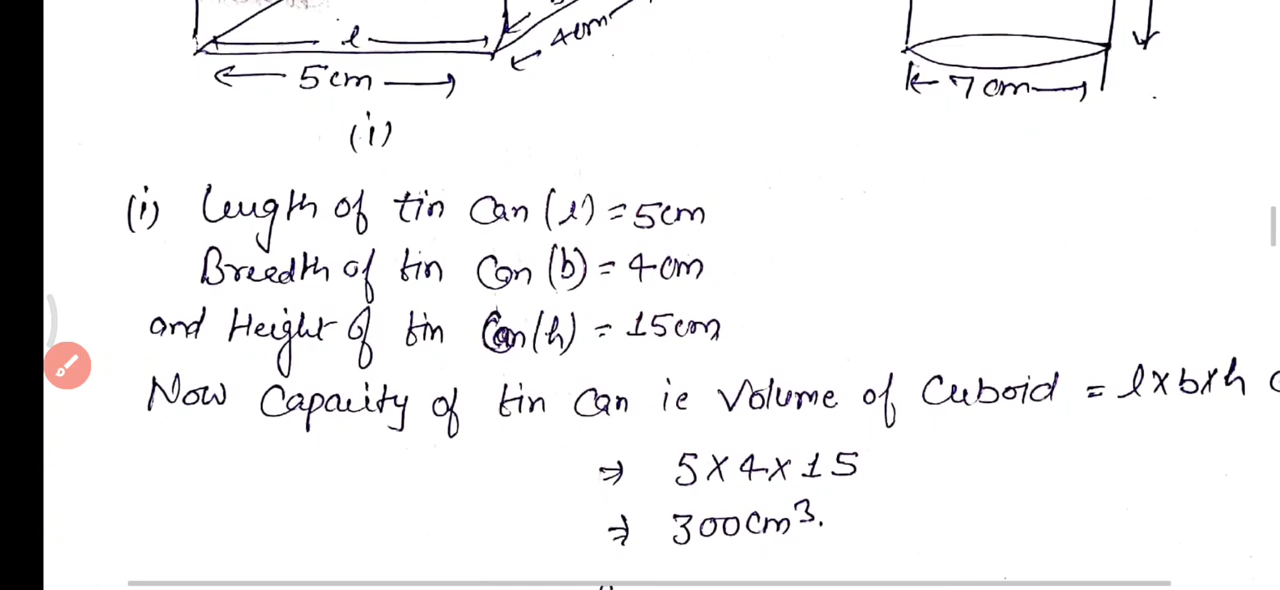 l
4cm
5cm
7cm
(i)
(i) Length of tin Can (l) = 5cm
Breedth of tin Can (b) = 4cm
and Height of tin Can (h) = 15cm
Now Capacity of tin Can ie Volume of Cuboid = l×b×h
⇒ 5×4×15
⇒ 300cm³.